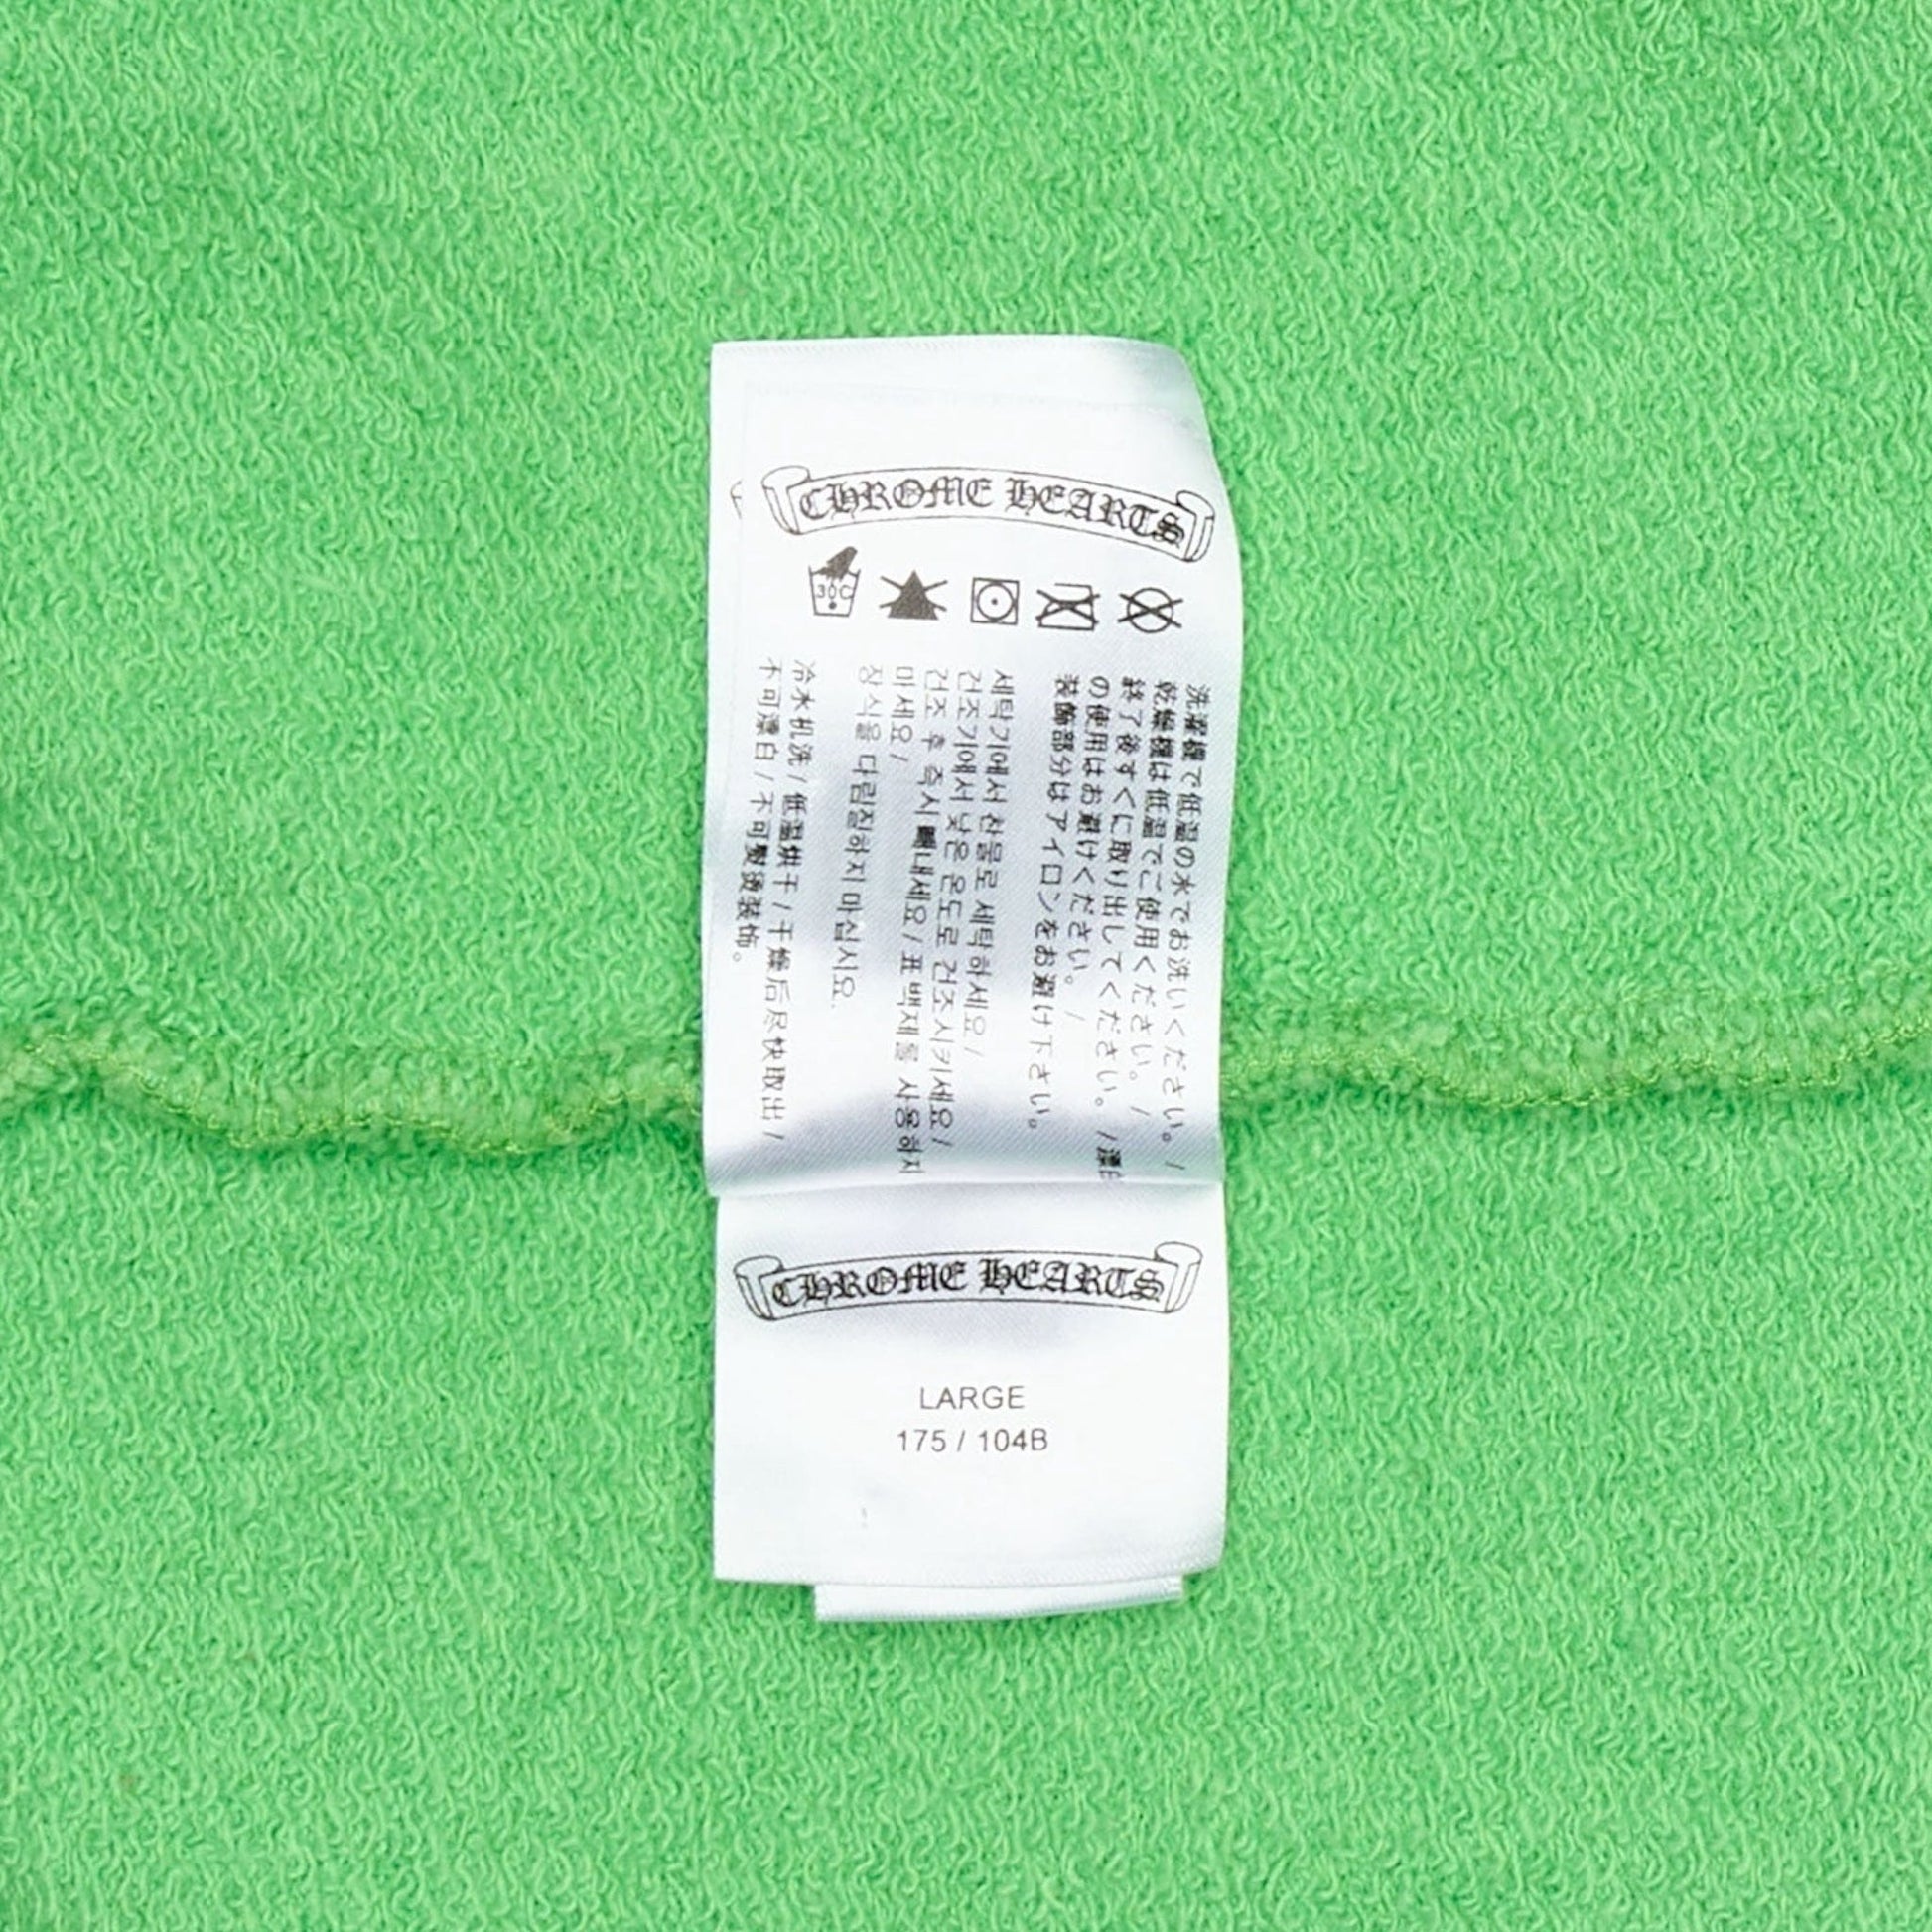 CHROME HEARTS
30C
洗濯機で低温の水でお洗いください。/
乾燥機は低温でご使用ください。/
終了後すぐに取り出してください。/漂白
の使用はお避けください。/
装飾部分はアイロンをお避け下さい。
세탁기에서 찬물로 세탁하세요/
건조기에서 낮은 온도로 건조시키세요/
건조 후 즉시 빼내세요/표백제를 사용하지
마세요/
장식을 다림질하지 마십시요.
冷水机洗/低温烘干/干燥后尽快取出/
不可漂白/不可熨烫装饰。
CHROME HEARTS
LARGE
175 / 104B